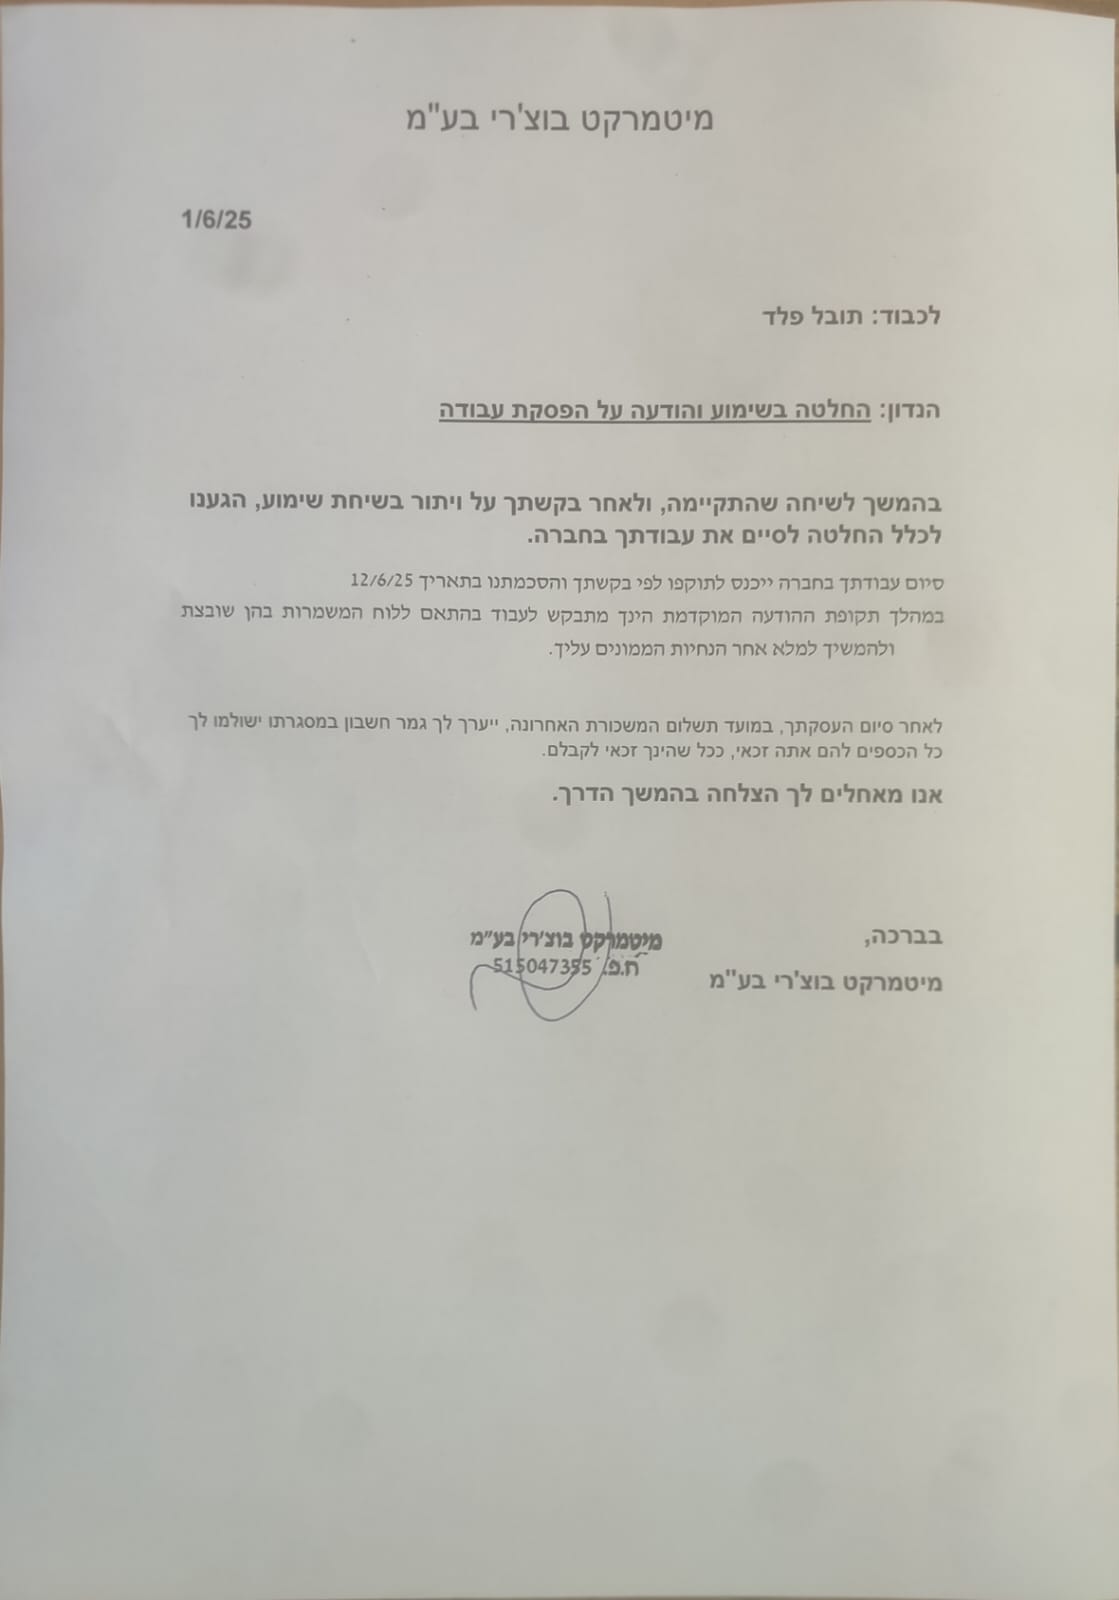 מיטמרקט בוצ'רי בע"מ
1/6/25
לכבוד: תובל פלד
הנדון: החלטה בשימוע והודעה על הפסקת עבודה
בהמשך לשיחה שהתקיימה, ולאחר בקשתך על ויתור בשיחת שימוע, הגענו
לכלל החלטה לסיים את עבודתך בחברה.
סיום עבודתך בחברה ייכנס לתוקפו לפי בקשתך והסכמתנו בתאריך 12/6/25
במהלך תקופת ההודעה המוקדמת הינך מתבקש לעבוד בהתאם ללוח המשמרות בהן שובצת
ולהמשיך למלא אחר הנחיות הממונים עליך.
לאחר סיום העסקתך, במועד תשלום המשכורת האחרונה, ייערך לך גמר חשבון במסגרתו ישולמו לך
כל הכספים להם אתה זכאי, ככל שהינך זכאי לקבלם.
אנו מאחלים לך הצלחה בהמשך הדרך.
בברכה,
מיטמרקט בוצ'רי בע"מ
מיטמרקט בוצ'רי בע"מ
ח.פ. 515047355